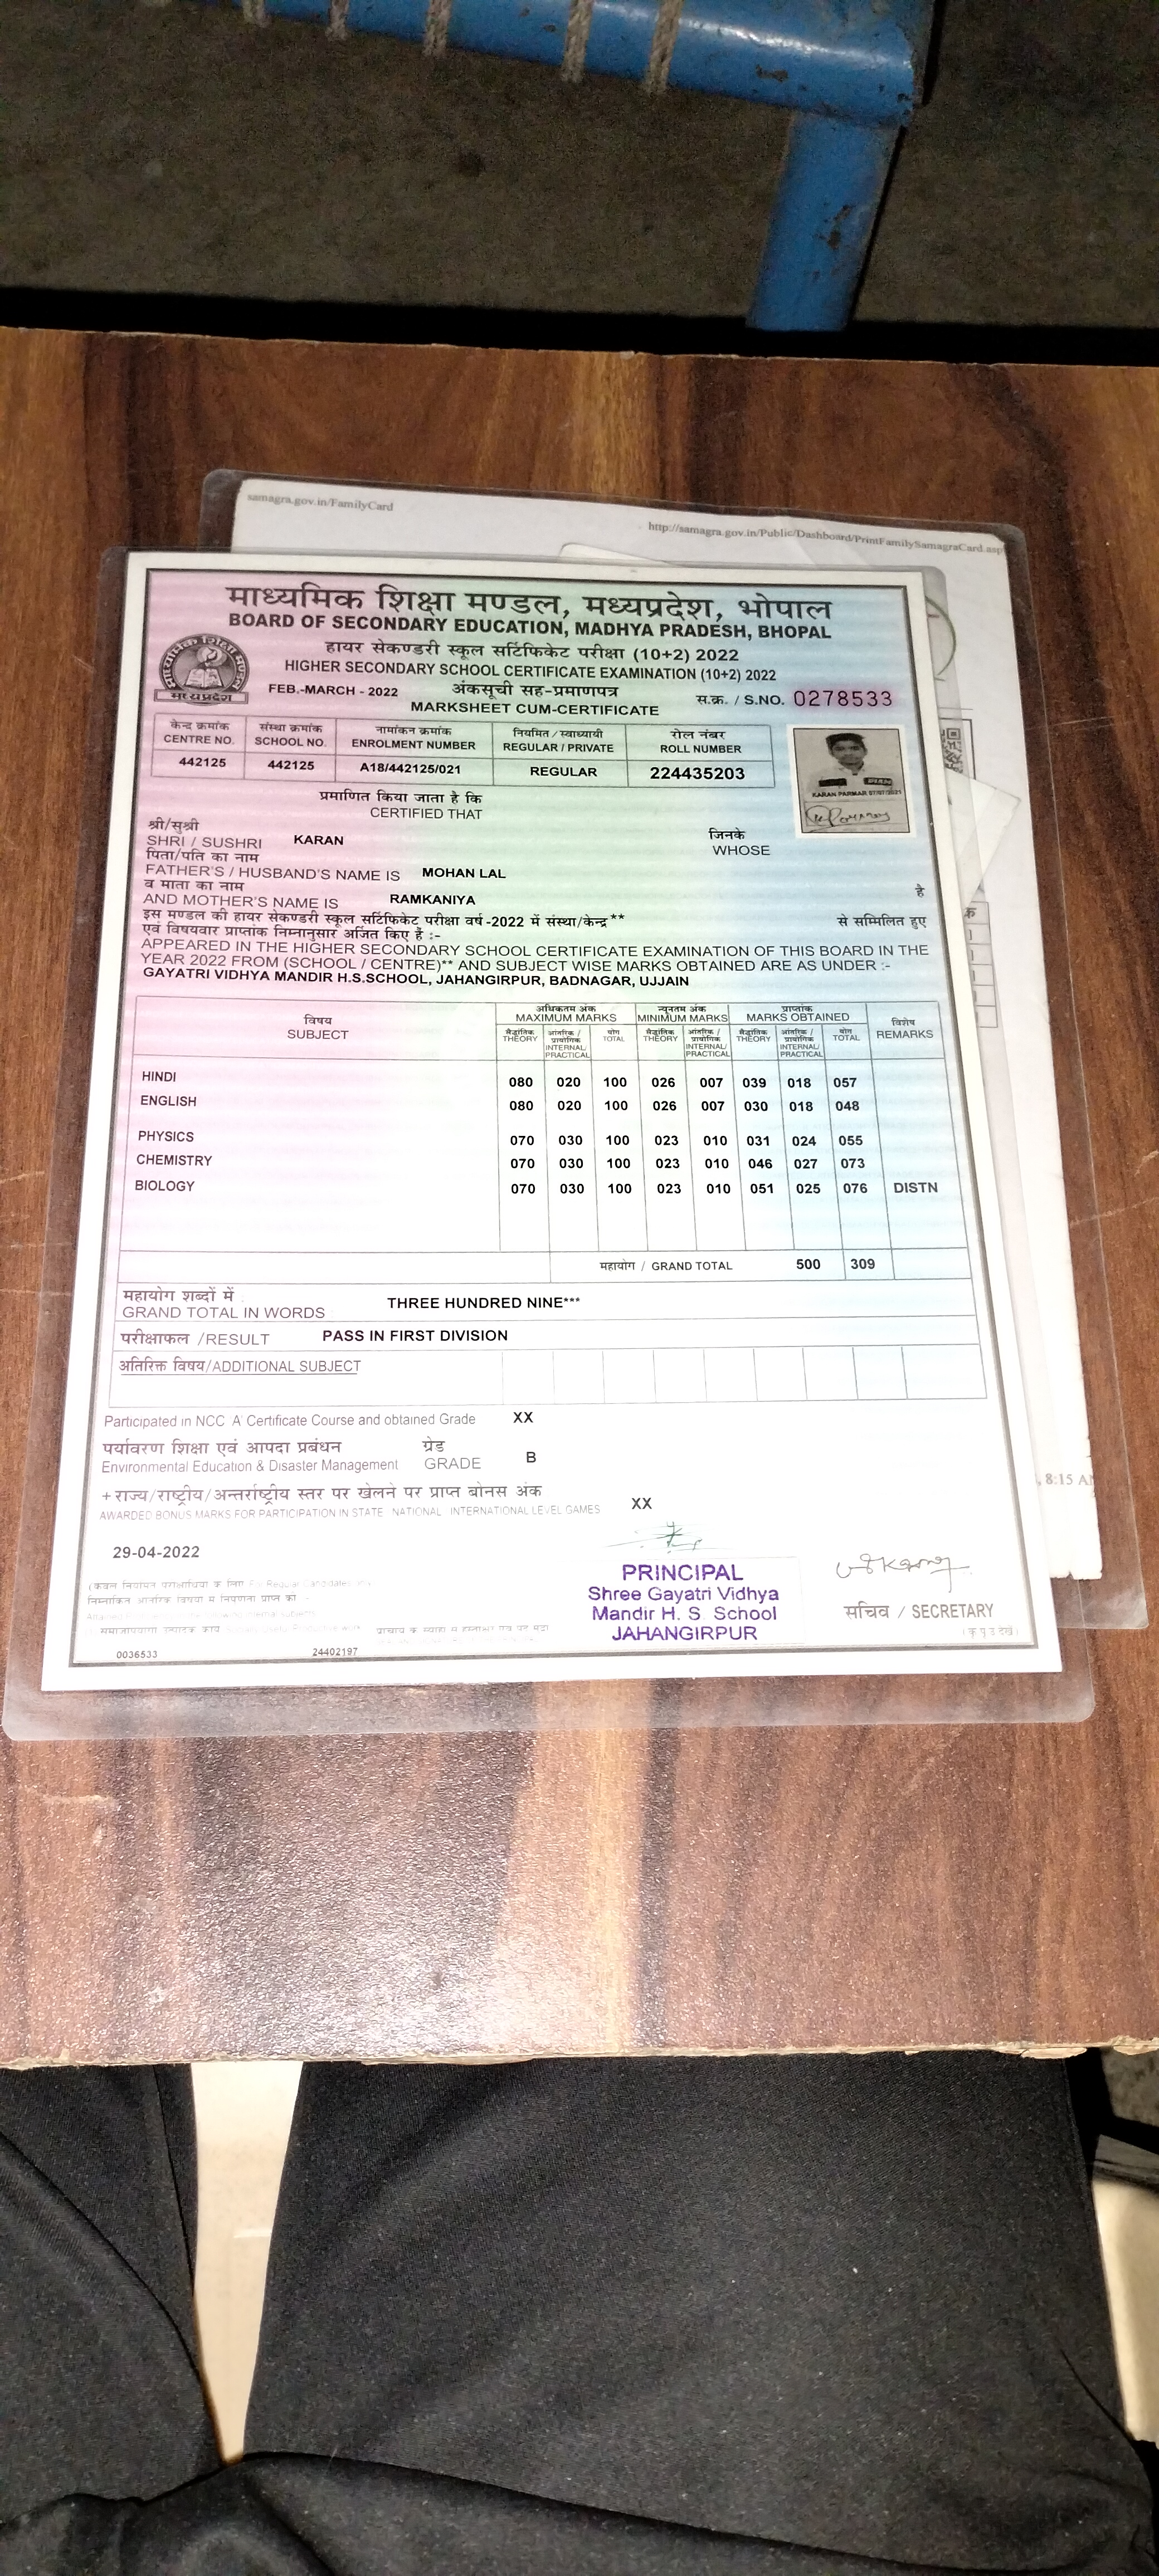 samagra.gov.in/FamilyCard
http://samagra.gov.in/Public/Dashboard/PrintFamilySamagraCard.asp
माध्यमिक शिक्षा मण्डल, मध्यप्रदेश, भोपाल
BOARD OF SECONDARY EDUCATION, MADHYA PRADESH, BHOPAL
हायर सेकण्डरी स्कूल सर्टिफिकेट परीक्षा (10+2) 2022
HIGHER SECONDARY SCHOOL CERTIFICATE EXAMINATION (10+2) 2022
FEB.-MARCH - 2022 अंकसूची सह-प्रमाणपत्र स.क्र. / S.NO. 0278533
MARKSHEET CUM-CERTIFICATE
मध्यप्रदेश
केन्द्र क्रमांक संस्था क्रमांक नामांकन क्रमांक नियमित / स्वाध्यायी रोल नंबर
CENTRE NO. SCHOOL NO. ENROLMENT NUMBER REGULAR / PRIVATE ROLL NUMBER
442125 442125 A18/442125/021 REGULAR 224435203
KARAN PARMAR 07/07/2021
प्रमाणित किया जाता है कि
CERTIFIED THAT
श्री/सुश्री जिनके
SHRI / SUSHRI KARAN WHOSE
पिता/पति का नाम
FATHER'S / HUSBAND'S NAME IS MOHAN LAL
व माता का नाम है
AND MOTHER'S NAME IS RAMKANIYA
इस मण्डल की हायर सेकण्डरी स्कूल सर्टिफिकेट परीक्षा वर्ष-2022 में संस्था/केन्द्र** से सम्मिलित हुए
एवं विषयवार प्राप्तांक निम्नानुसार अर्जित किए हैं :-
APPEARED IN THE HIGHER SECONDARY SCHOOL CERTIFICATE EXAMINATION OF THIS BOARD IN THE
YEAR 2022 FROM (SCHOOL / CENTRE)** AND SUBJECT WISE MARKS OBTAINED ARE AS UNDER :-
GAYATRI VIDHYA MANDIR H.S.SCHOOL, JAHANGIRPUR, BADNAGAR, UJJAIN
विषय अधिकतम अंक न्यूनतम अंक प्राप्तांक विशेष
SUBJECT MAXIMUM MARKS MINIMUM MARKS MARKS OBTAINED REMARKS
सैद्धांतिक आंतरिक / प्रायोगिक योग सैद्धांतिक आंतरिक / प्रायोगिक सैद्धांतिक आंतरिक / प्रायोगिक योग
THEORY INTERNAL/ PRACTICAL TOTAL THEORY INTERNAL/ PRACTICAL THEORY INTERNAL/ PRACTICAL TOTAL
HINDI 080 020 100 026 007 039 018 057
ENGLISH 080 020 100 026 007 030 018 048
PHYSICS 070 030 100 023 010 031 024 055
CHEMISTRY 070 030 100 023 010 046 027 073
BIOLOGY 070 030 100 023 010 051 025 076 DISTN
महायोग / GRAND TOTAL 500 309
महायोग शब्दों में :
GRAND TOTAL IN WORDS THREE HUNDRED NINE***
परीक्षाफल /RESULT PASS IN FIRST DIVISION
अतिरिक्त विषय/ADDITIONAL SUBJECT
Participated in NCC 'A' Certificate Course and obtained Grade XX
पर्यावरण शिक्षा एवं आपदा प्रबंधन ग्रेड
Environmental Education & Disaster Management GRADE B
+ राज्य/राष्ट्रीय/अन्तर्राष्ट्रीय स्तर पर खेलने पर प्राप्त बोनस अंक
AWARDED BONUS MARKS FOR PARTICIPATION IN STATE NATIONAL INTERNATIONAL LEVEL GAMES XX
8:15 A
29-04-2022
PRINCIPAL
Shree Gayatri Vidhya
Mandir H. S. School
JAHANGIRPUR
सचिव / SECRETARY
(कृ पृ उ देखें)
0036533 24402197